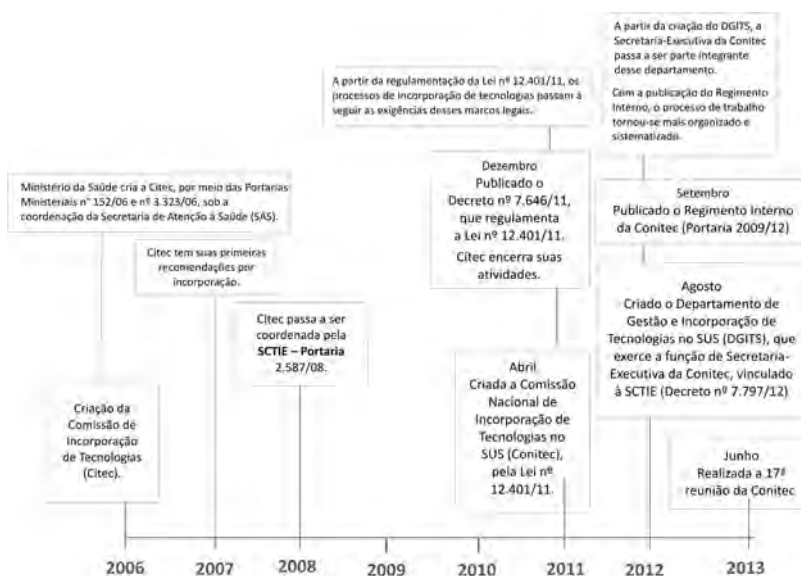 A partir da criação do DGITS, a
Secretaria-Executiva da Conitec
passa a ser parte integrante
desse departamento.
Com a publicação do Regimento
Interno, o processo de trabalho
tornou-se mais organizado e
sistematizado.
A partir da regulamentação da Lei nº 12.401/11, os
processos de incorporação de tecnologias passam a
seguir as exigências desses marcos legais.
Dezembro
Publicado o
Decreto nº 7.646/11,
que regulamenta
a Lei nº 12.401/11.
Citec encerra suas
atividades.
Setembro
Publicado o Regimento Interno
da Conitec (Portaria 2009/12)
Ministério da Saúde cria a Citec, por meio das Portarias
Ministeriais n° 152/06 e nº 3.323/06, sob a
coordenação da Secretaria de Atenção à Saúde (SAS).
Citec tem suas primeiras
recomendações por
incorporação.
Citec passa a ser
coordenada pela
SCTIE – Portaria
2.587/08.
Agosto
Criado o Departamento de
Gestão e Incorporação de
Tecnologias no SUS (DGITS), que
exerce a função de Secretaria-
Executiva da Conitec, vinculado
à SCTIE (Decreto nº 7.797/12)
Abril
Criada a Comissão
Nacional de
Incorporação de
Tecnologias no
SUS (Conitec),
pela Lei nº
12.401/11.
Criação da
Comissão de
Incorporação
de Tecnologias
(Citec).
Junho
Realizada a 17ª
reunião da Conitec
2006 2007 2008 2009 2010 2011 2012 2013